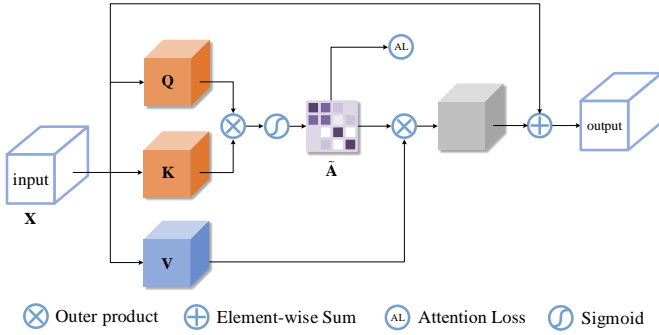 Q
AL
input
K
Ã
output
X
V
Outer product
Element-wise Sum
AL
Attention Loss
Sigmoid